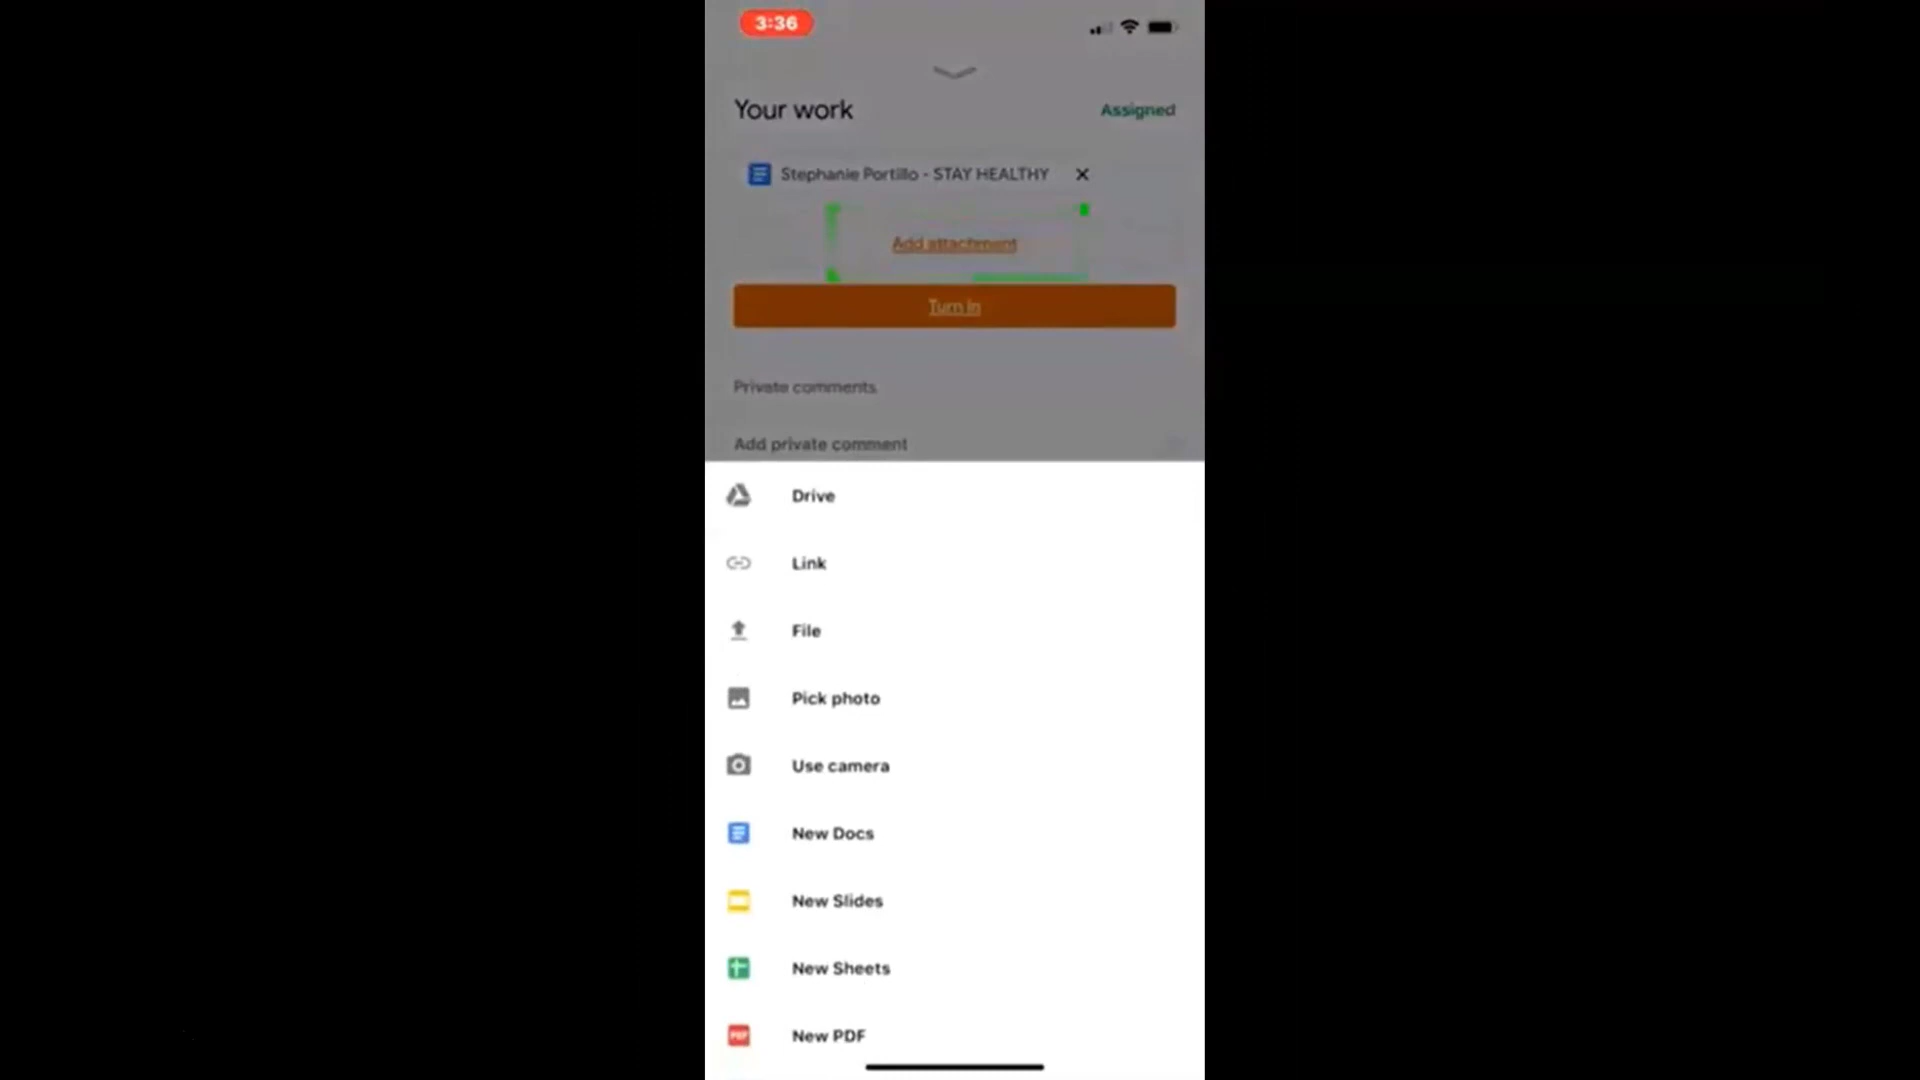 3:36
Your work
Assigned
Stephanie Portillo - STAY HEALTHY
Add attachment
Turn In
Private comments
Add private comment
Drive
Link
File
Pick photo
Use camera
New Docs
New Slides
New Sheets
PDF New PDF